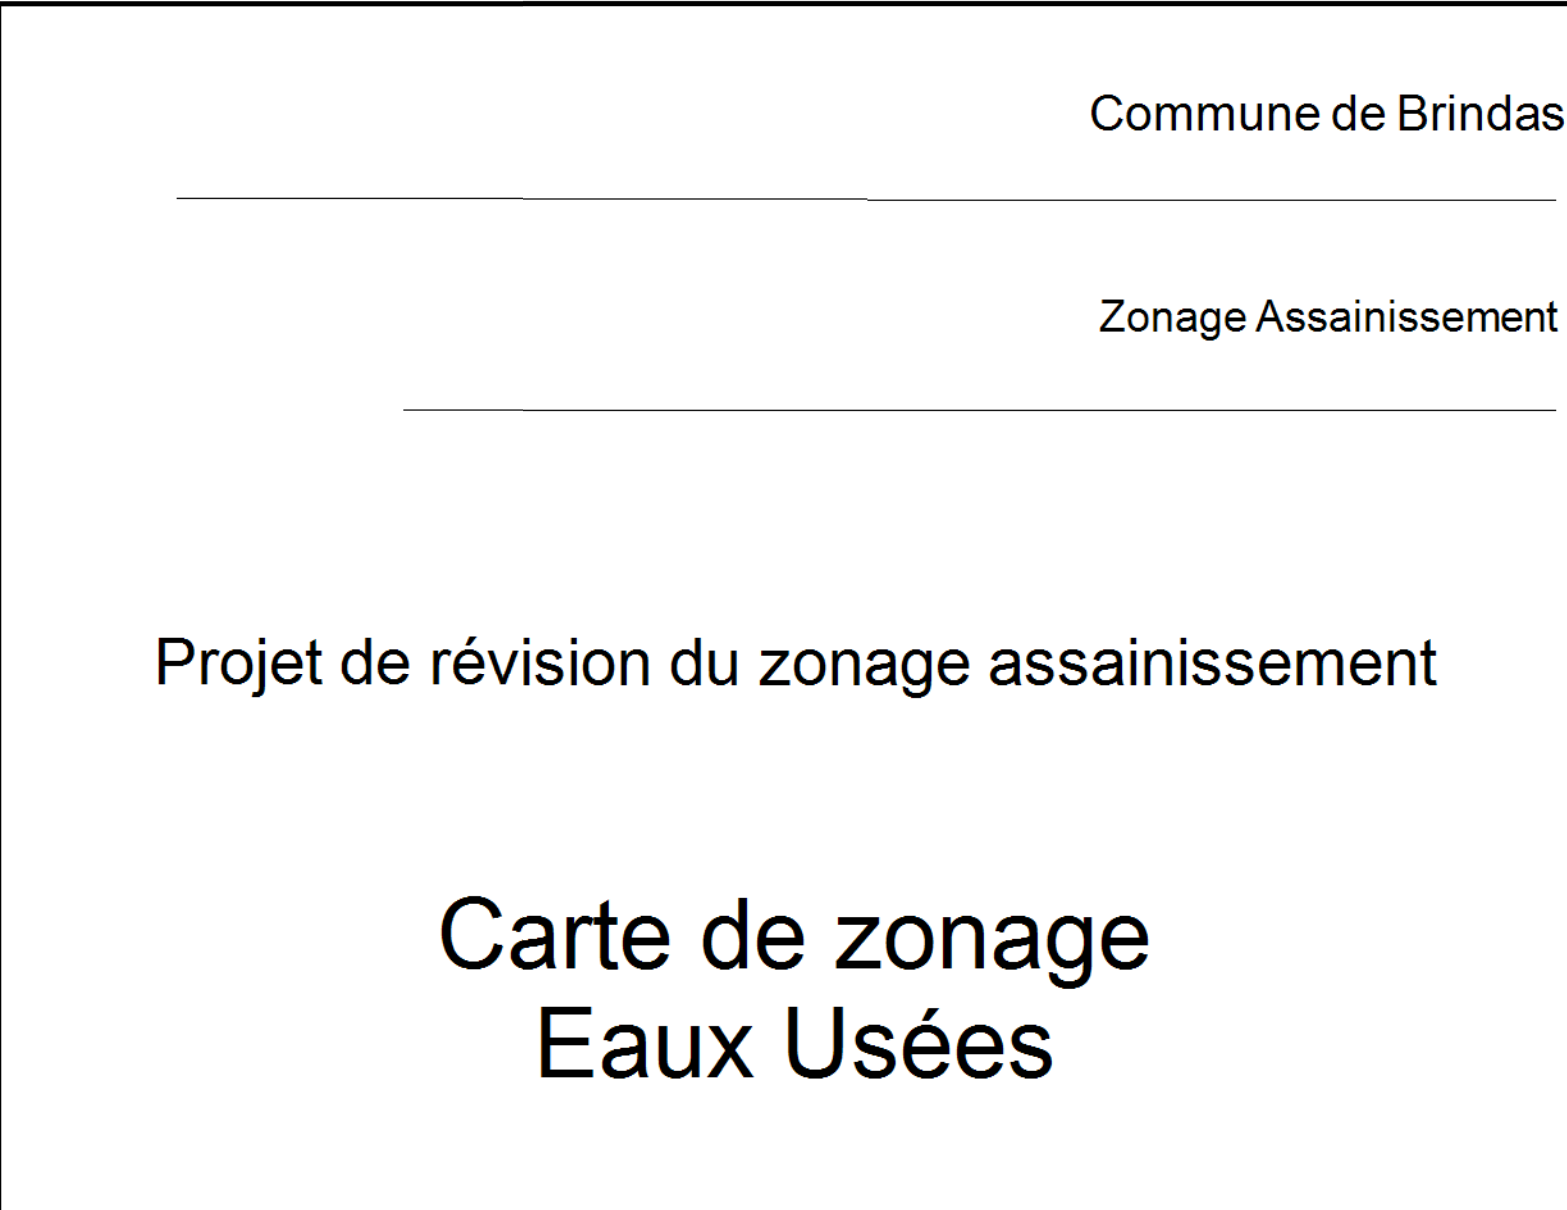 Commune de Brindas
Zonage Assainissement
Projet de révision du zonage assainissement
Carte de zonage
Eaux Usées